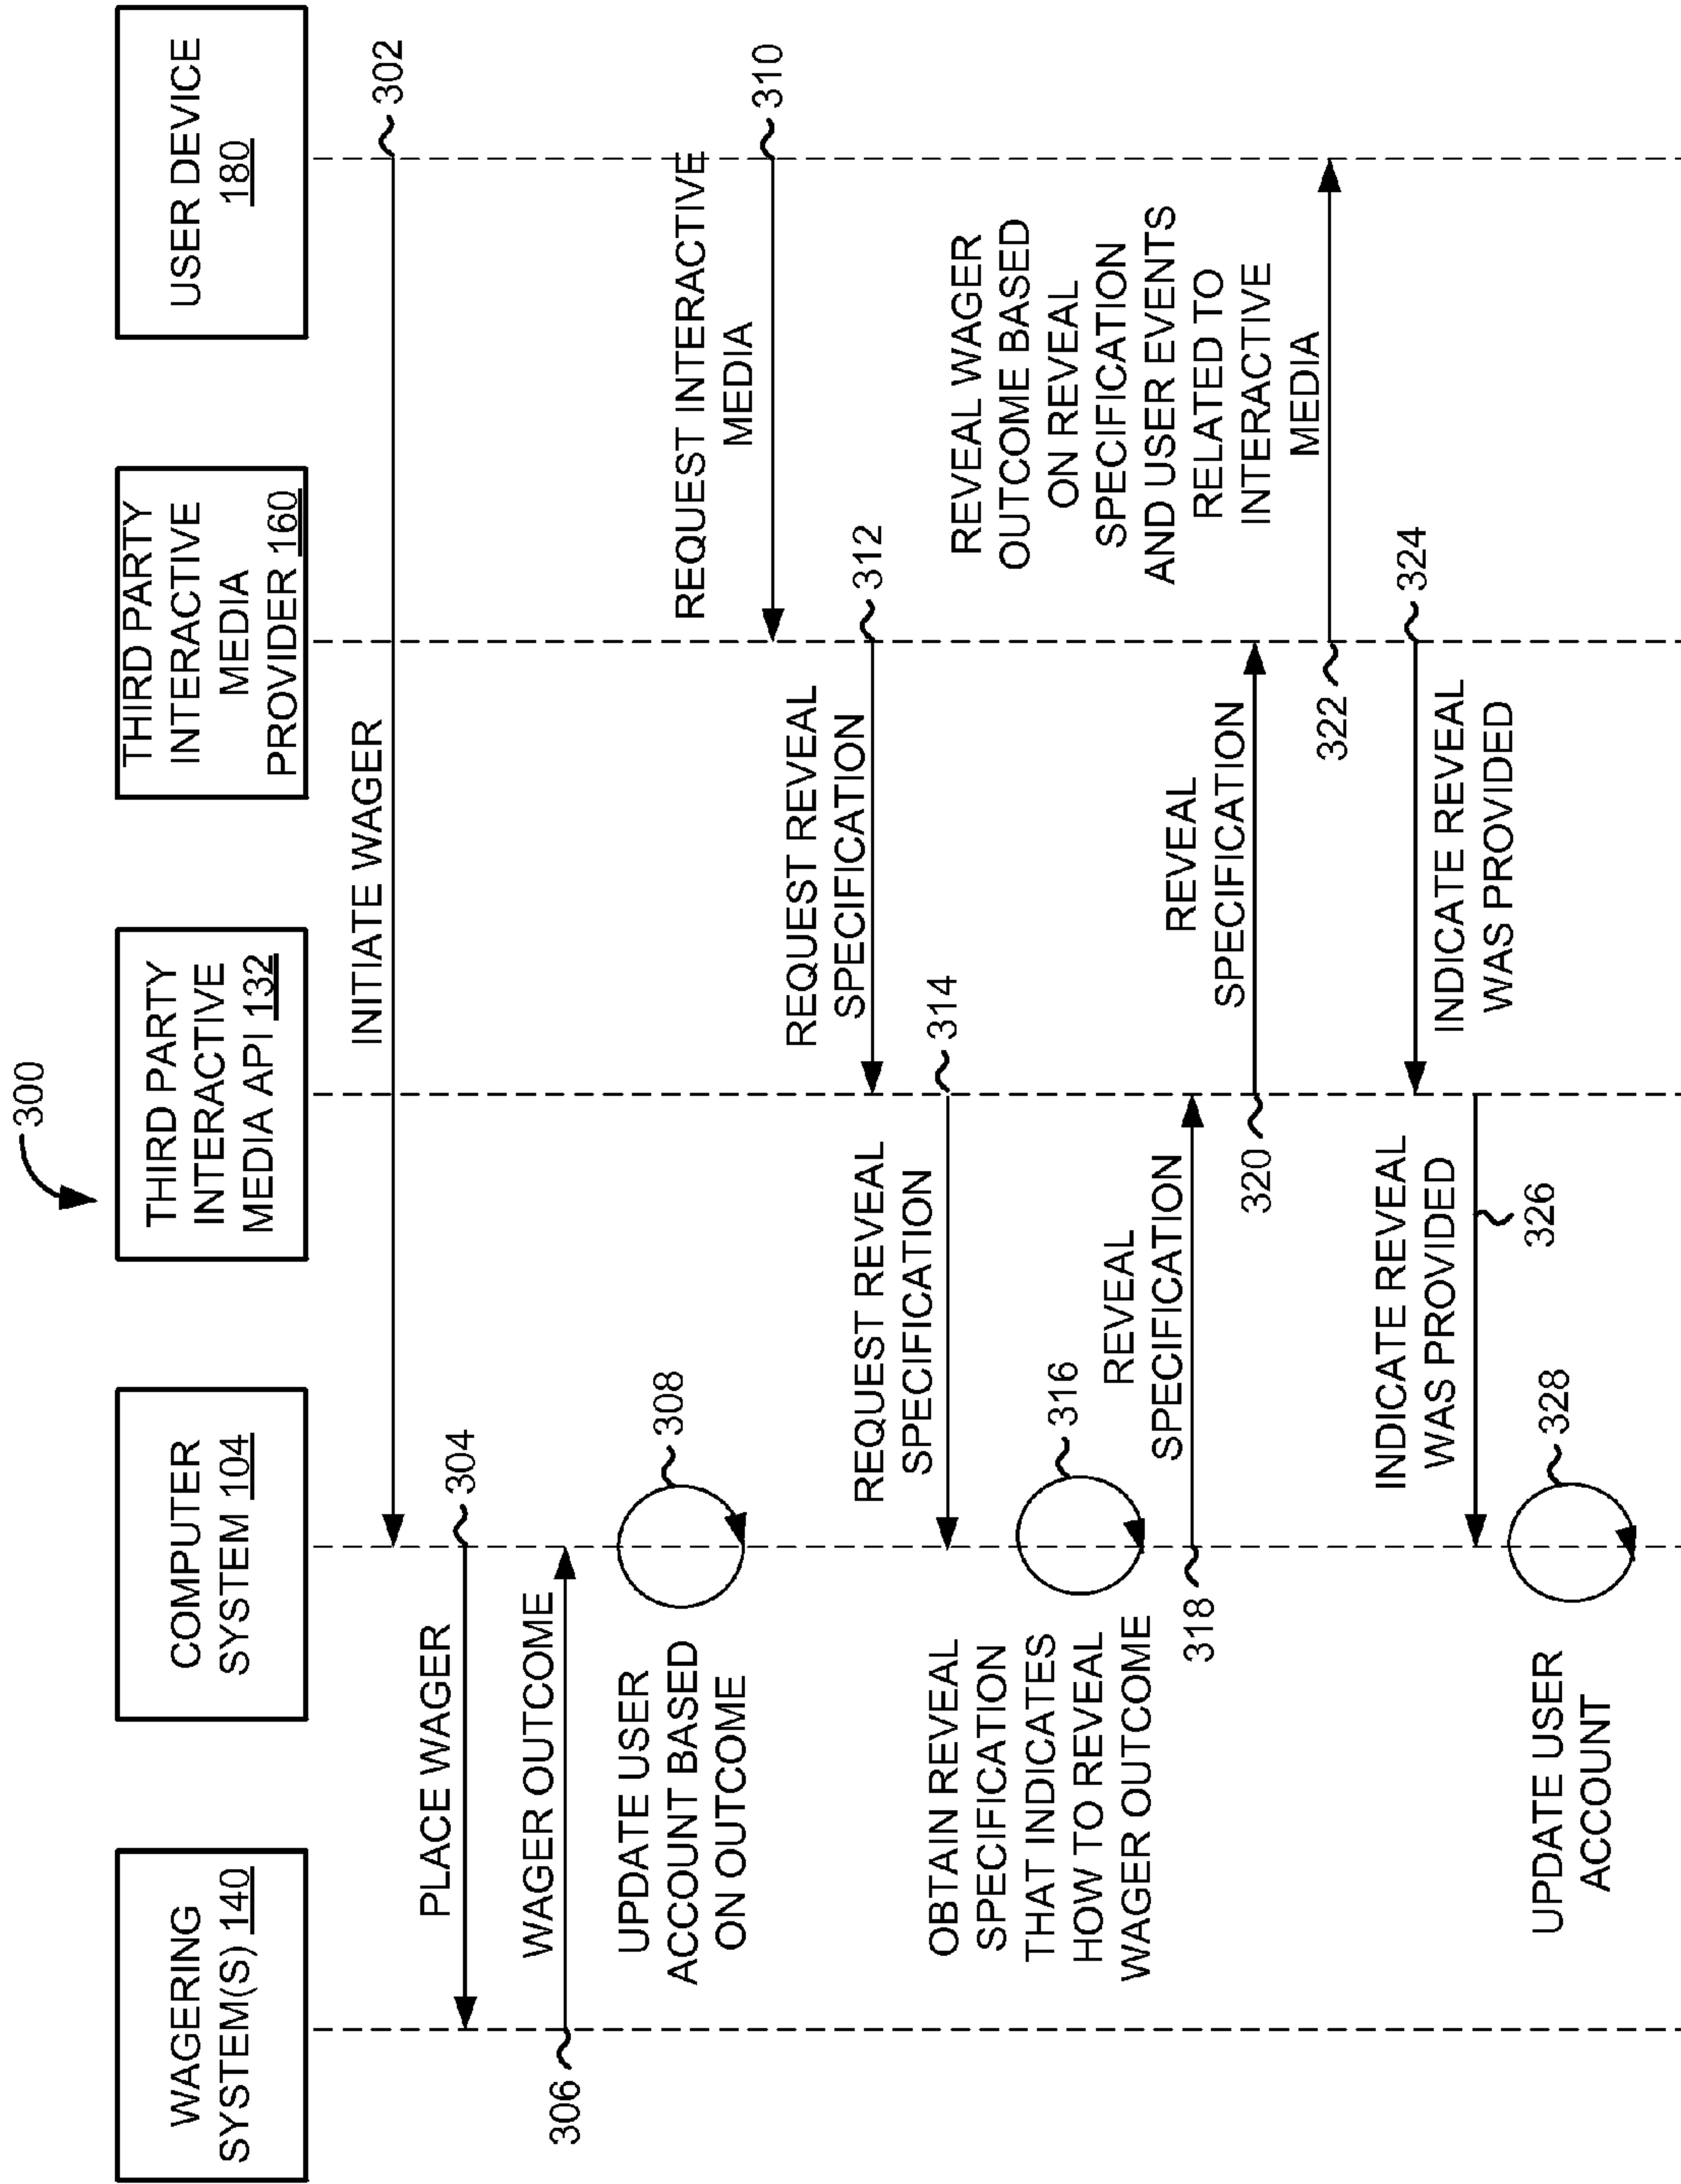 300
WAGERING
SYSTEM(S) 140
COMPUTER
SYSTEM 104
THIRD PARTY
INTERACTIVE
MEDIA API 132
THIRD PARTY
INTERACTIVE
MEDIA
PROVIDER 160
USER DEVICE
180
INITIATE WAGER
302
PLACE WAGER
304
WAGER OUTCOME
306
UPDATE USER
ACCOUNT BASED
ON OUTCOME
308
REQUEST INTERACTIVE
MEDIA
310
REQUEST REVEAL
SPECIFICATION
312
REQUEST REVEAL
SPECIFICATION
314
OBTAIN REVEAL
SPECIFICATION
THAT INDICATES
HOW TO REVEAL
WAGER OUTCOME
316
REVEAL
SPECIFICATION
318
REVEAL
SPECIFICATION
320
REVEAL WAGER
OUTCOME BASED
ON REVEAL
SPECIFICATION
AND USER EVENTS
RELATED TO
INTERACTIVE
MEDIA
322
INDICATE REVEAL
WAS PROVIDED
324
INDICATE REVEAL
WAS PROVIDED
326
UPDATE USER
ACCOUNT
328